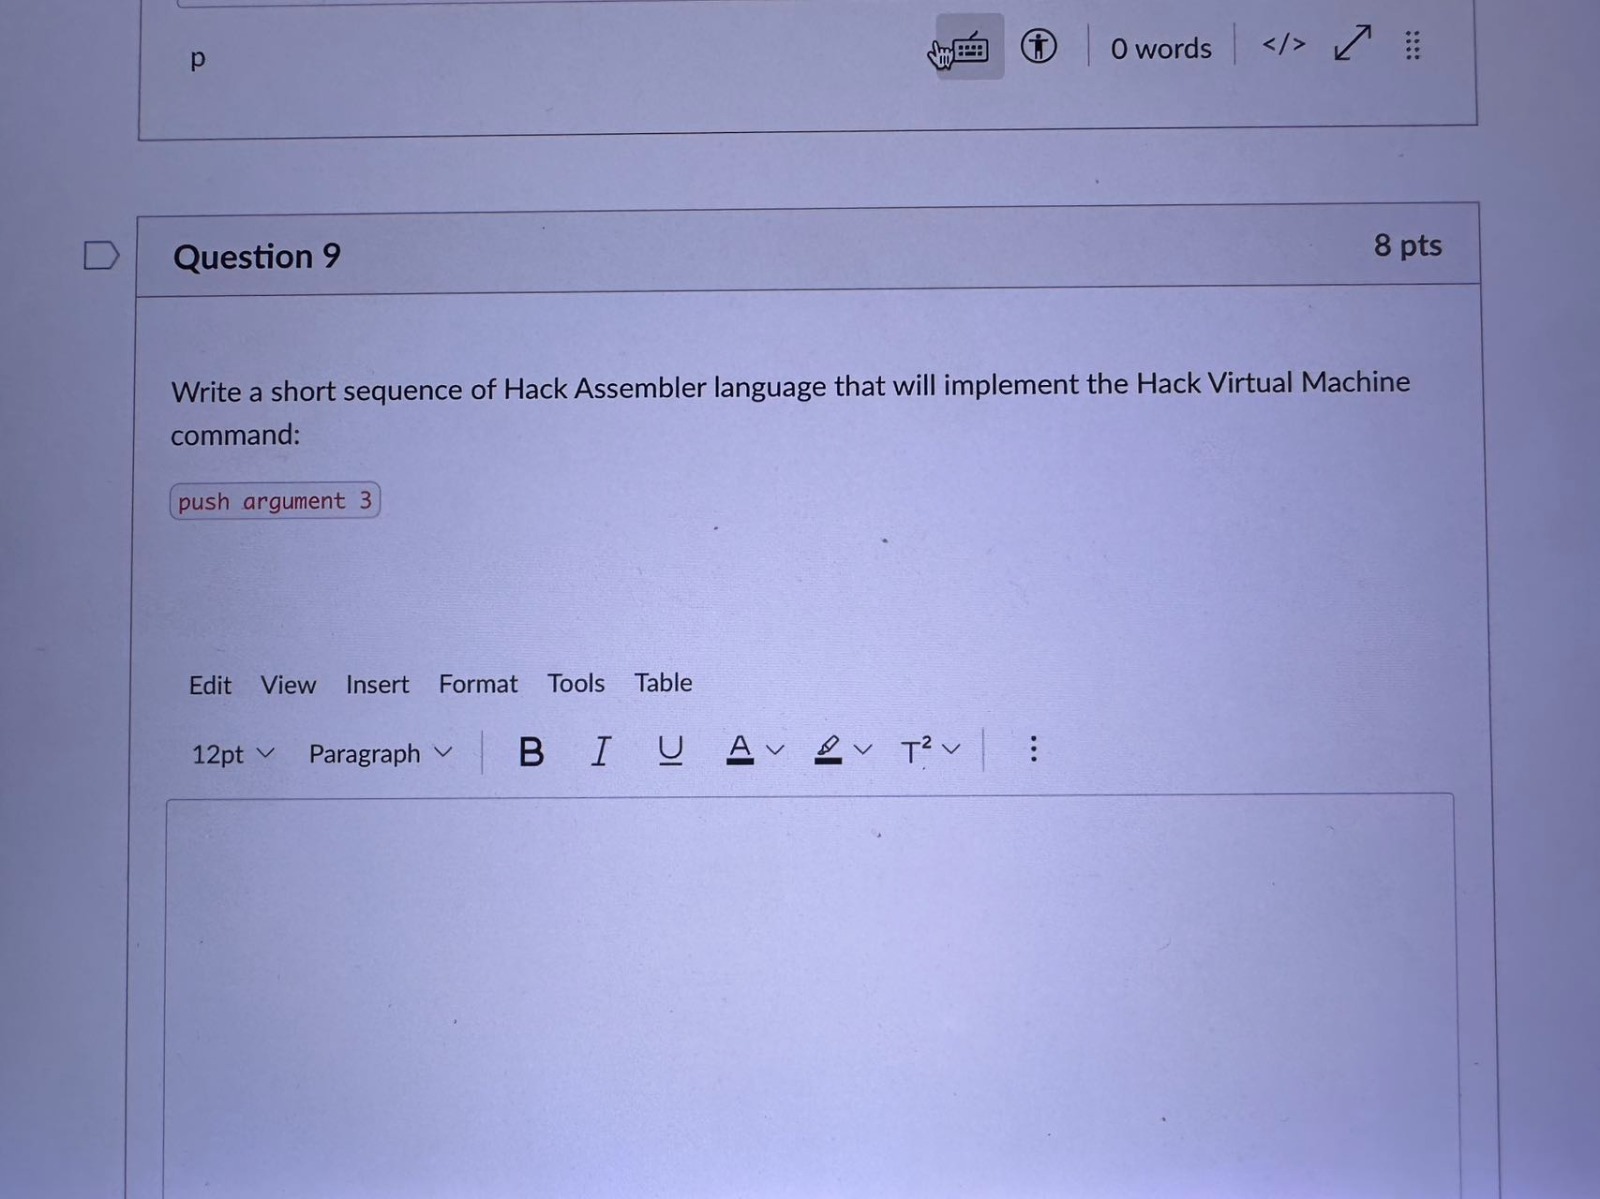 p
0 words </>
Question 9
8 pts
Write a short sequence of Hack Assembler language that will implement the Hack Virtual Machine
command:
push argument 3
Edit View Insert Format Tools Table
12pt Paragraph B I U A T²